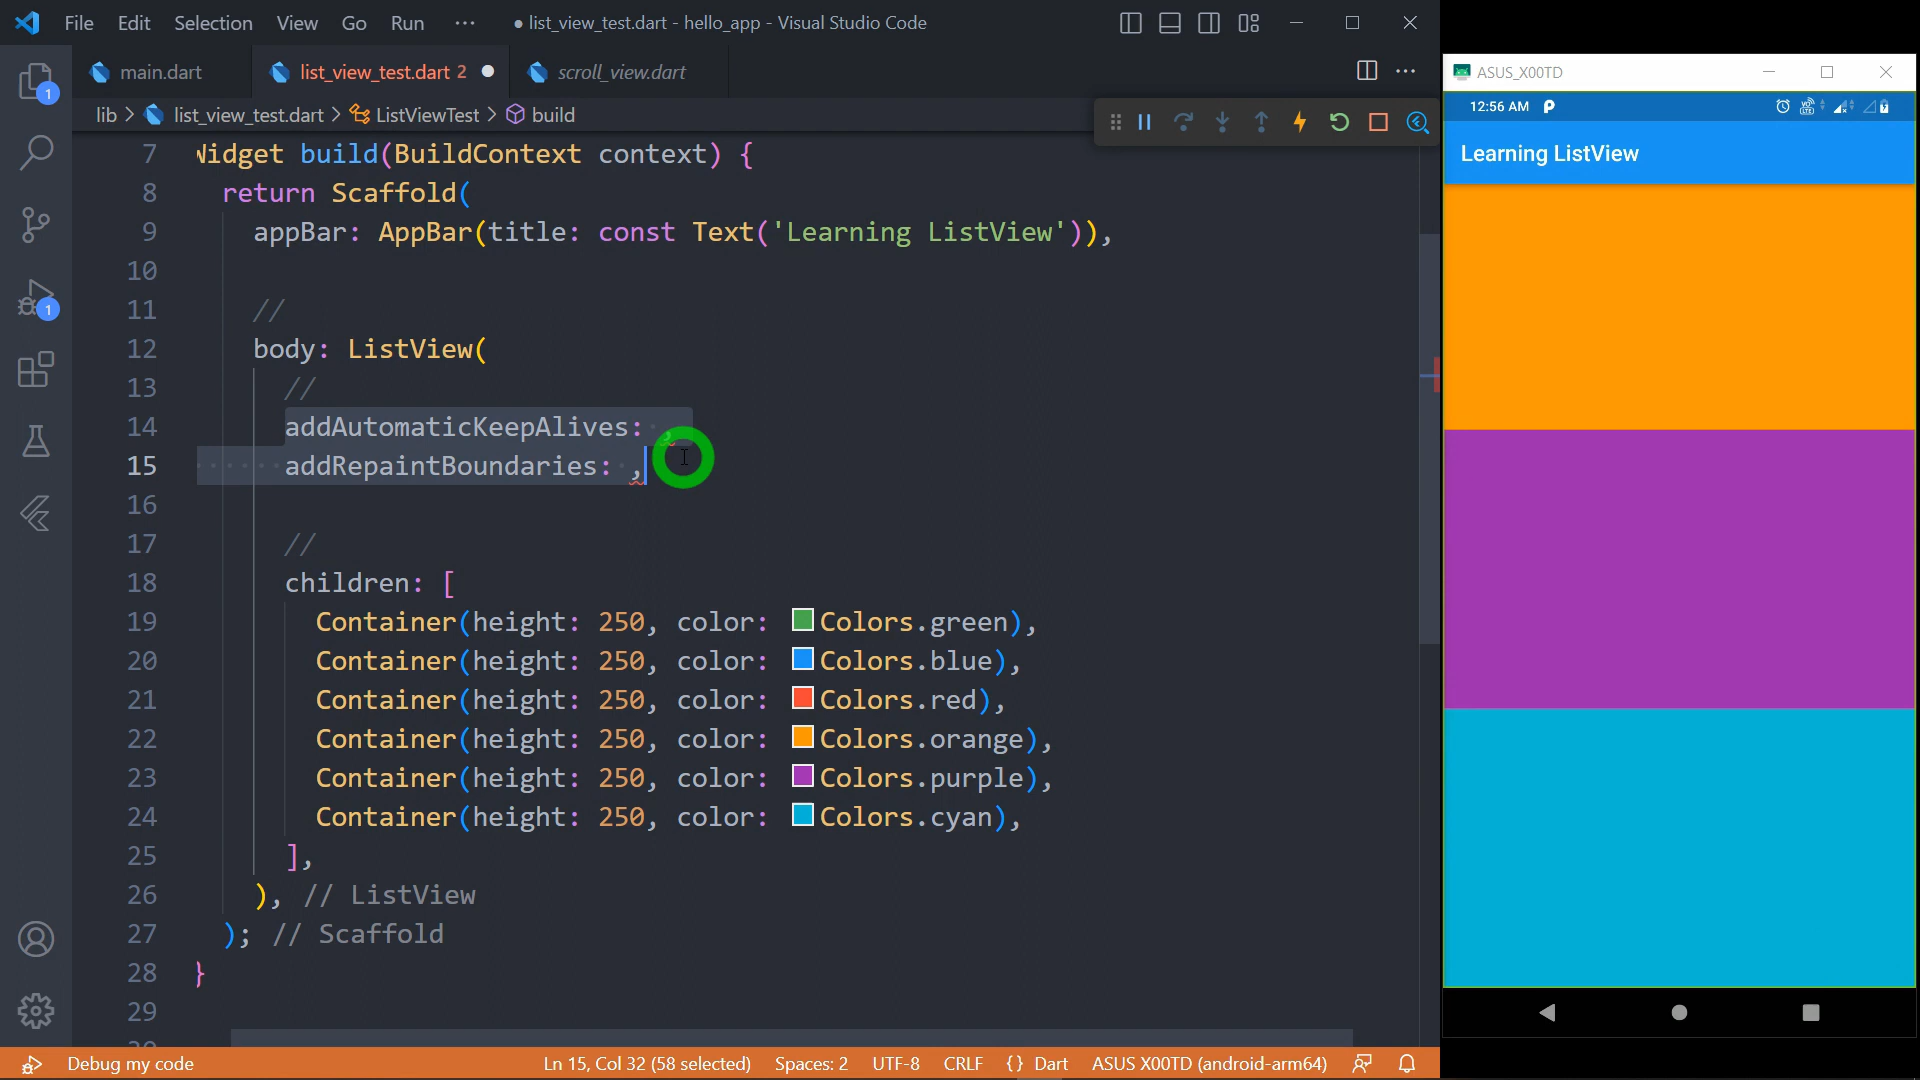 File Edit Selection View Go Run ··· ● list_view_test.dart - hello_app - Visual Studio Code
main.dart list_view_test.dart 2 ● scroll_view.dart
lib > list_view_test.dart > ListViewTest > build
7 Widget build(BuildContext context) {
8 return Scaffold(
9 appBar: AppBar(title: const Text('Learning ListView')),
10
11 //
12 body: ListView(
13 //
14 addAutomaticKeepAlives: ,
15 addRepaintBoundaries: ,
16
17 //
18 children: [
19 Container(height: 250, color: Colors.green),
20 Container(height: 250, color: Colors.blue),
21 Container(height: 250, color: Colors.red),
22 Container(height: 250, color: Colors.orange),
23 Container(height: 250, color: Colors.purple),
24 Container(height: 250, color: Colors.cyan),
25 ],
26 ), // ListView
27 ); // Scaffold
28 }
29
1
1
Debug my code Ln 15, Col 32 (58 selected) Spaces: 2 UTF-8 CRLF {} Dart ASUS X00TD (android-arm64)
ASUS_X00TD
12:56 AM
Learning ListView